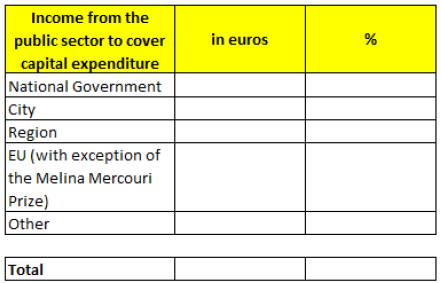 Income from the
public sector to cover
capital expenditure
in euros
%
National Government
City
Region
EU (with exception of
the Melina Mercouri
Prize)
Other
Total